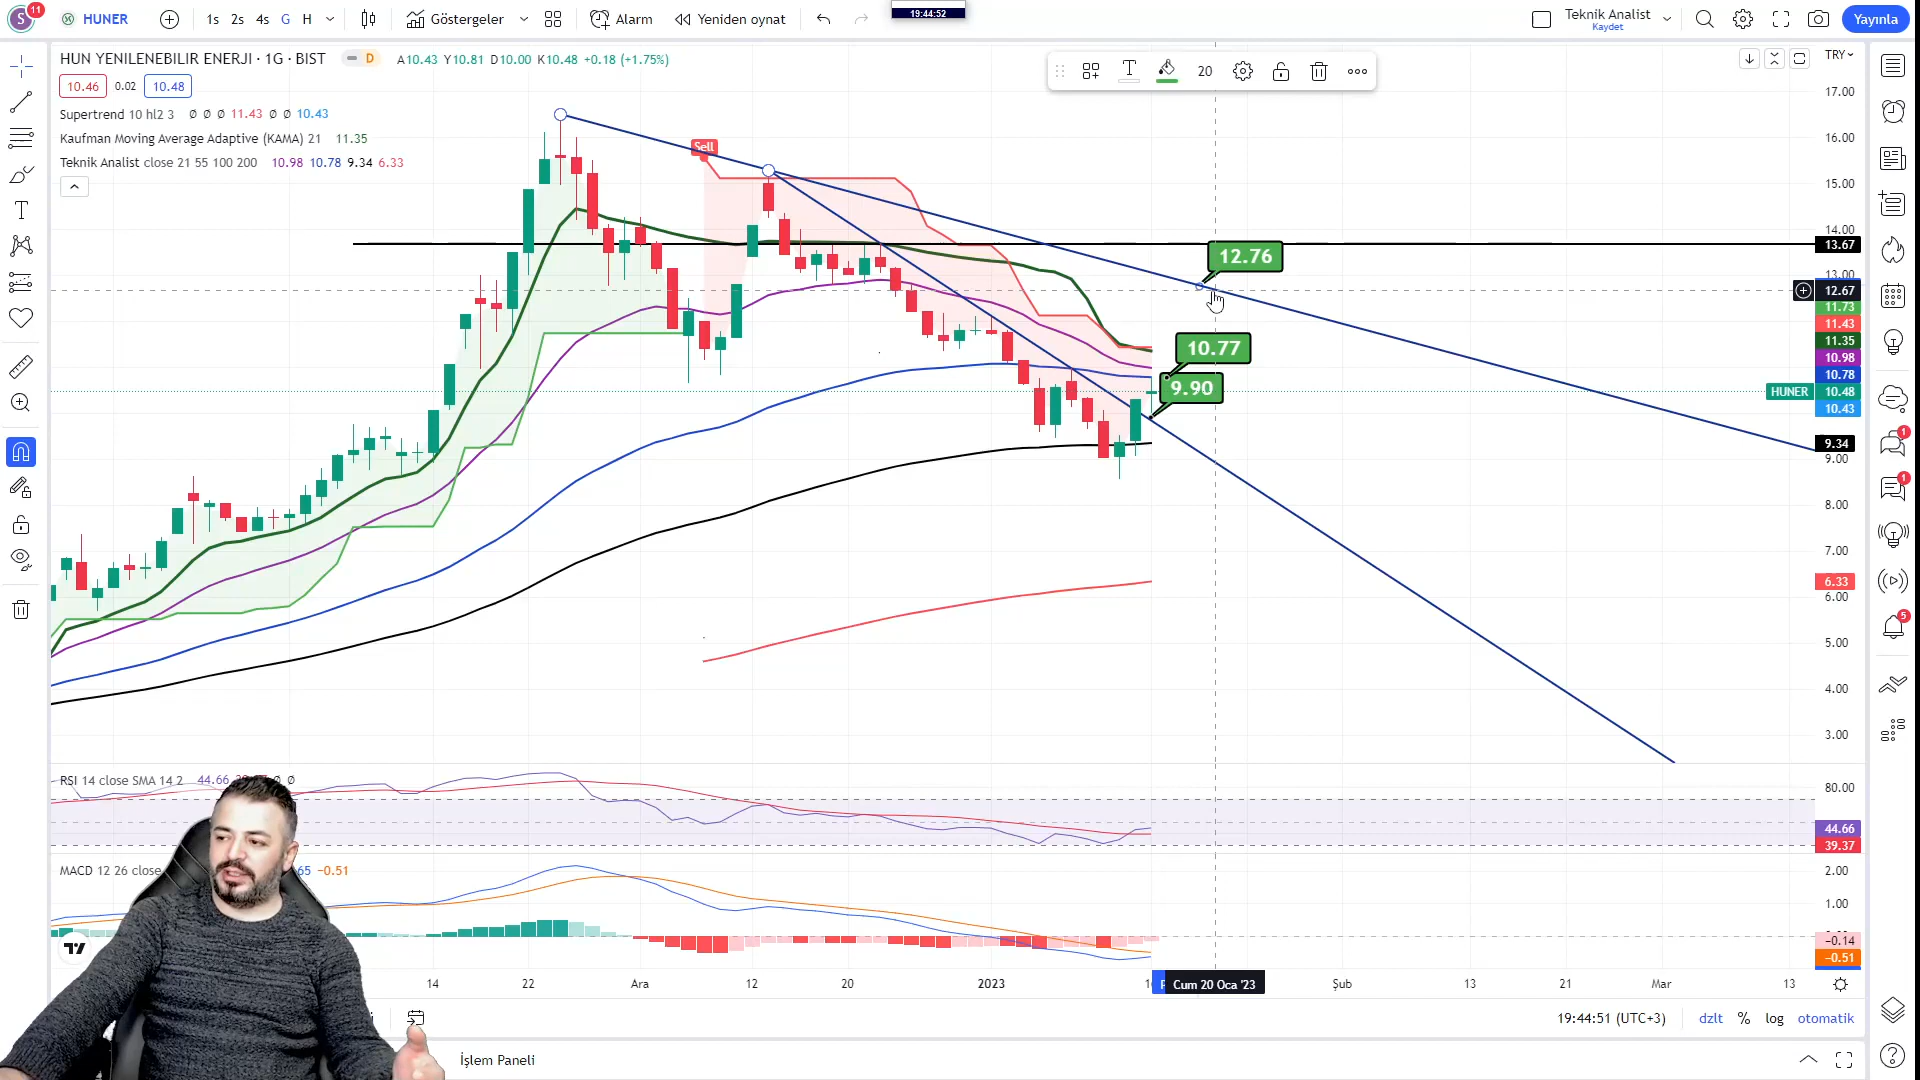 S 11 HUNER 1s 2s 4s G H Göstergeler Alarm Yeniden oynat 19:44:52 Teknik Analist Kaydet Yayınla
HUN YENILENEBILIR ENERJI · 1G · BIST D A10.43 Y10.81 D10.00 K10.48 +0.18 (+1.75%)
10.46 0.02 10.48
Supertrend 10 hl2 3 Ø Ø Ø 11.43 Ø Ø 10.43
Kaufman Moving Average Adaptive (KAMA) 21 11.35
Teknik Analist close 21 55 100 200 10.98 10.78 9.34 6.33
T 20
TRY
17.00
16.00
Sell
15.00
14.00
13.67
12.76
13.00
12.67
11.73
11.43
11.35
10.77
10.98
10.78
9.90
HUNER 10.48
10.43
9.34
9.00
8.00
7.00
6.33
6.00
5.00
4.00
3.00
RSI 14 close SMA 14 2 44.66 Ø Ø
80.00
44.66
39.37
MACD 12 26 close 65 −0.51
2.00
1.00
−0.14
−0.51
14 22 Ara 12 20 2023 Cum 20 Oca '23 Şub 13 21 Mar 13
19:44:51 (UTC+3) dzlt % log otomatik
İşlem Paneli
1
1
5